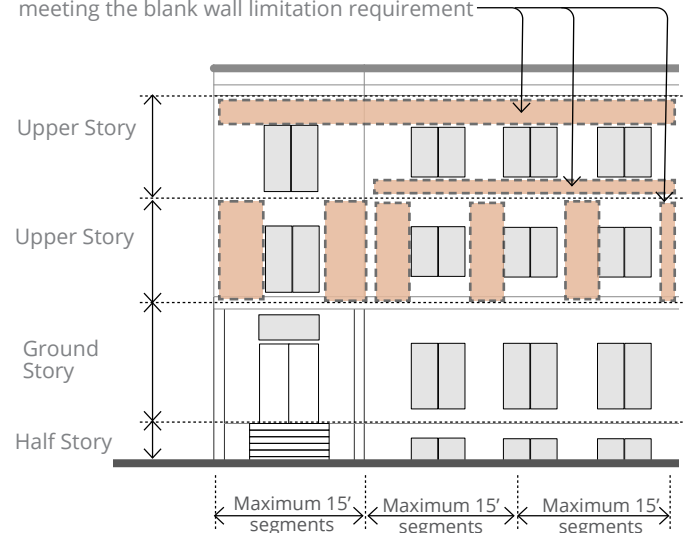 meeting the blank wall limitation requirement
Upper Story
Upper Story
Ground
Story
Half Story
Maximum 15’
segments
Maximum 15’
segments
Maximum 15’
segments